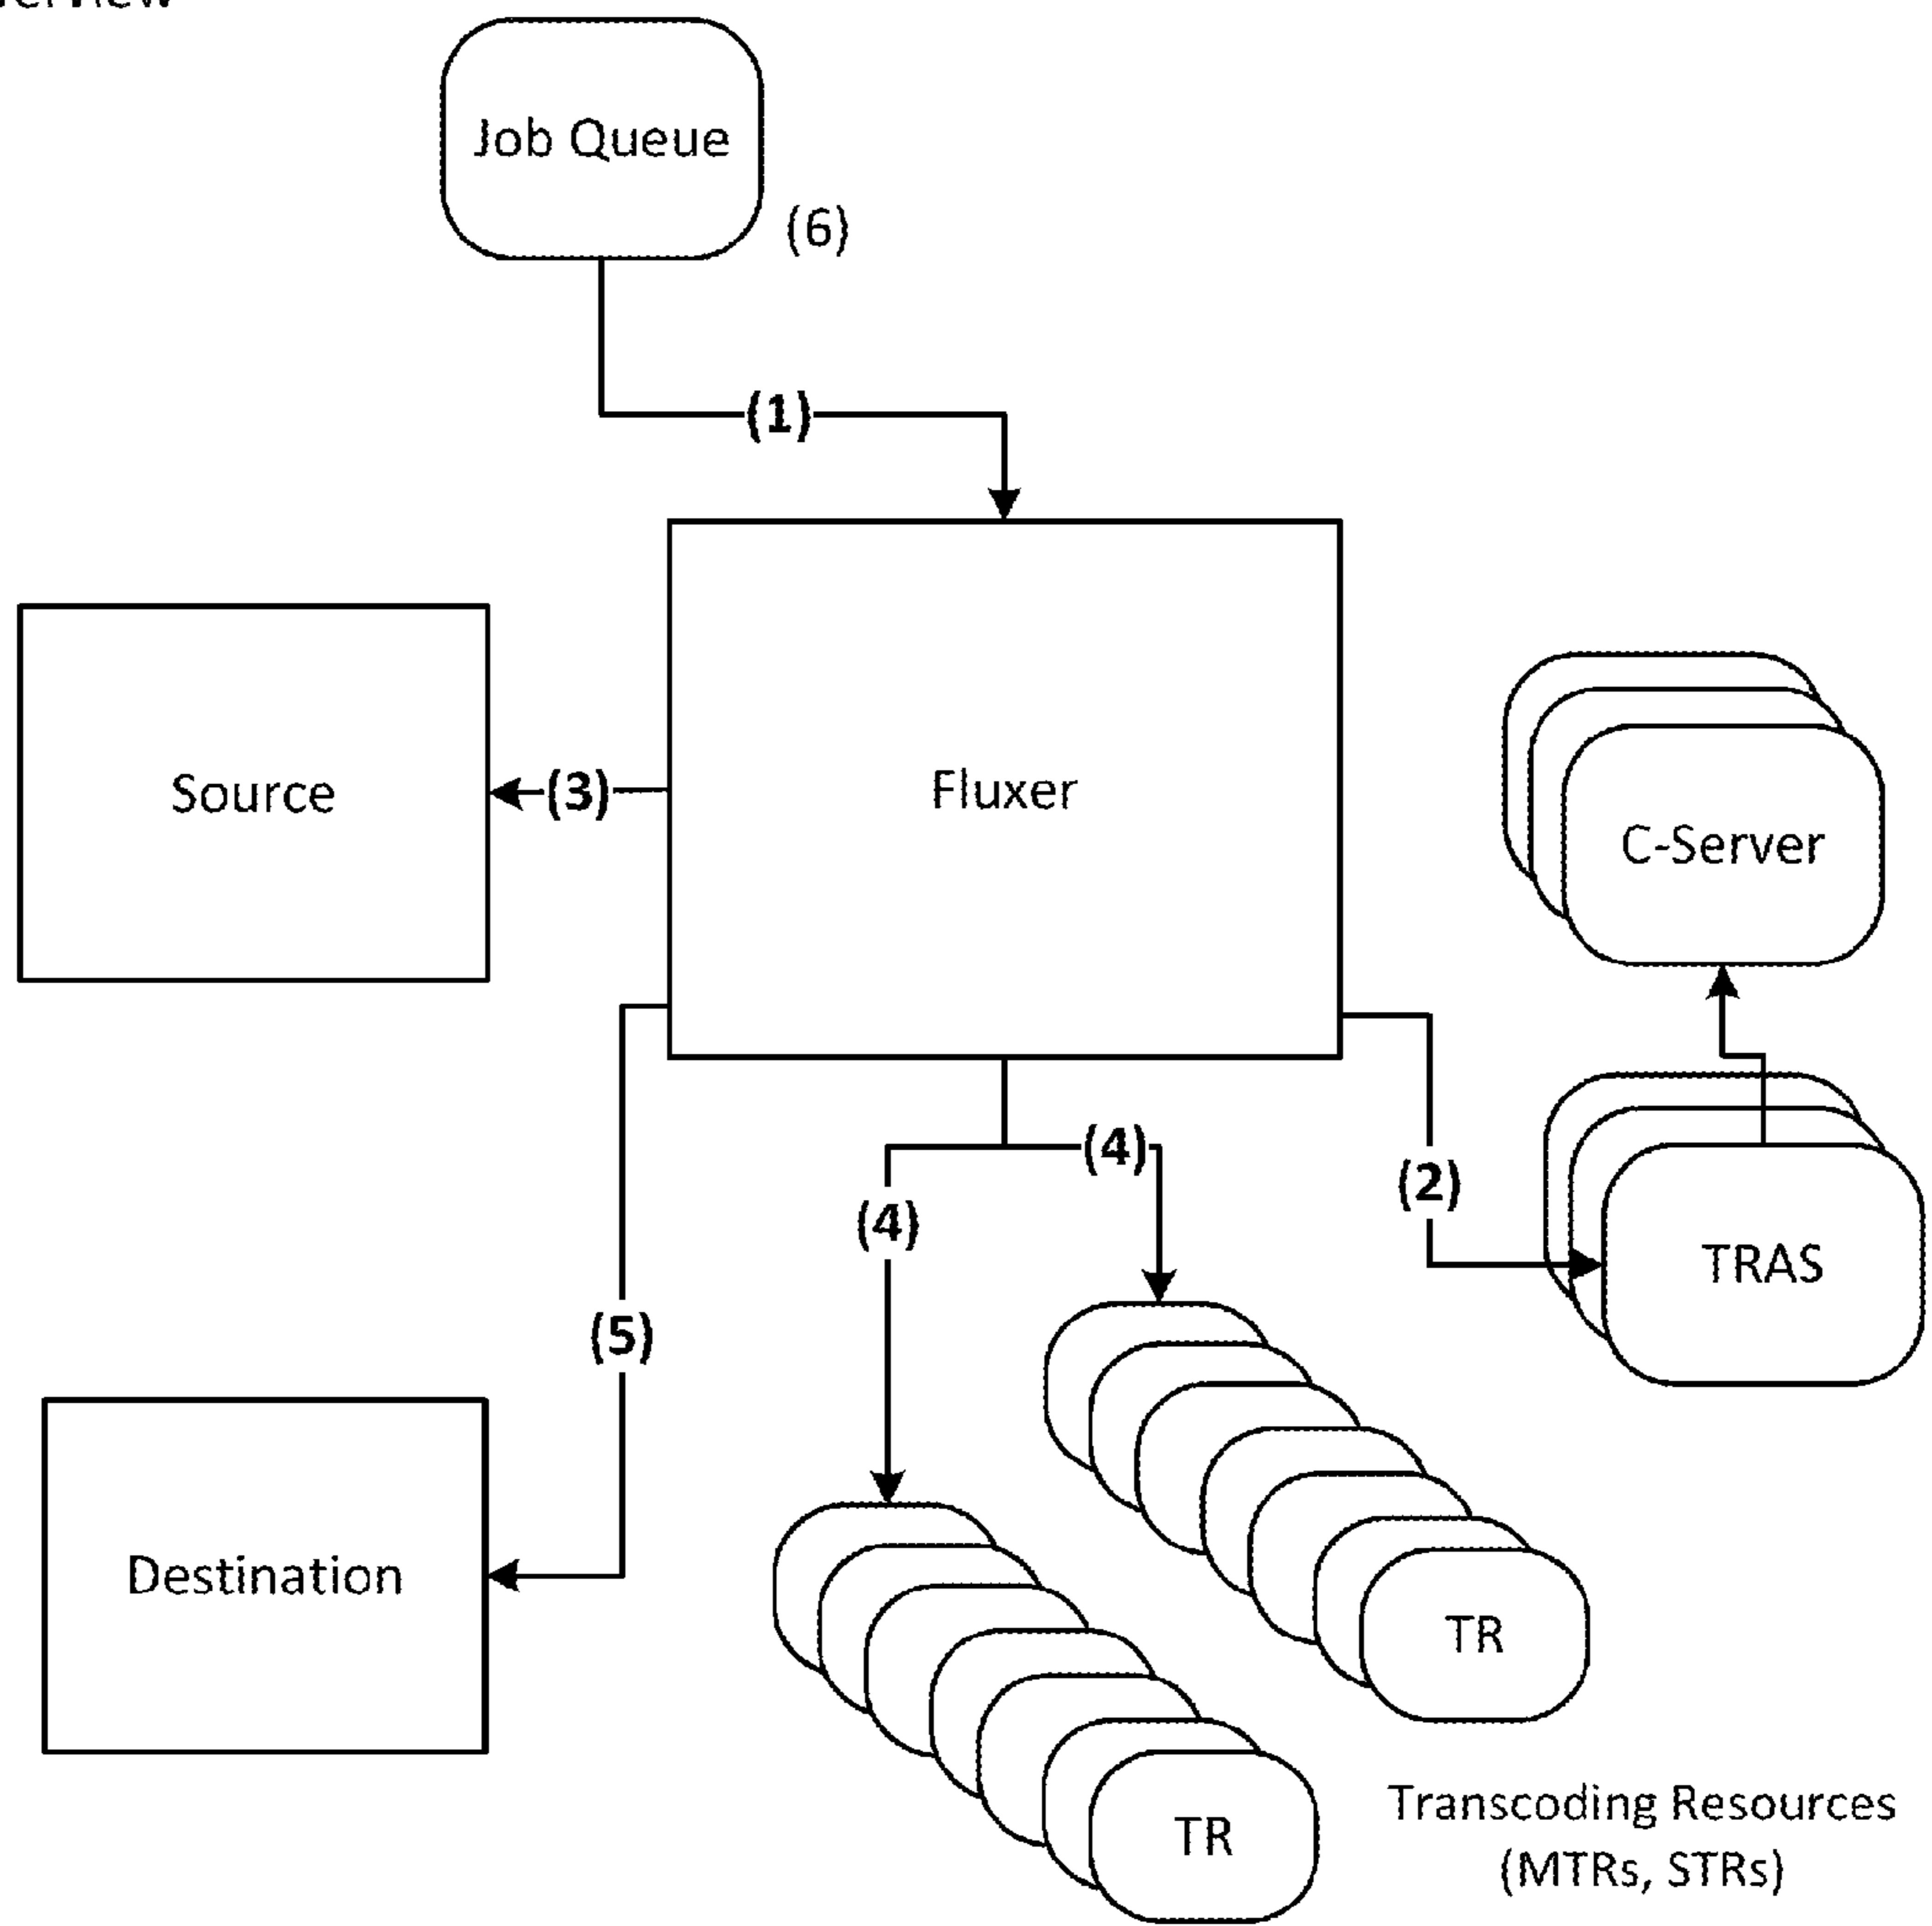 Job Queue
(6)
(1)
Source
(3)
Fluxer
C-Server
(4)
(2)
(4)
TRAS
(5)
Destination
TR
TR
Transcoding Resources
(MTRs, STRs)